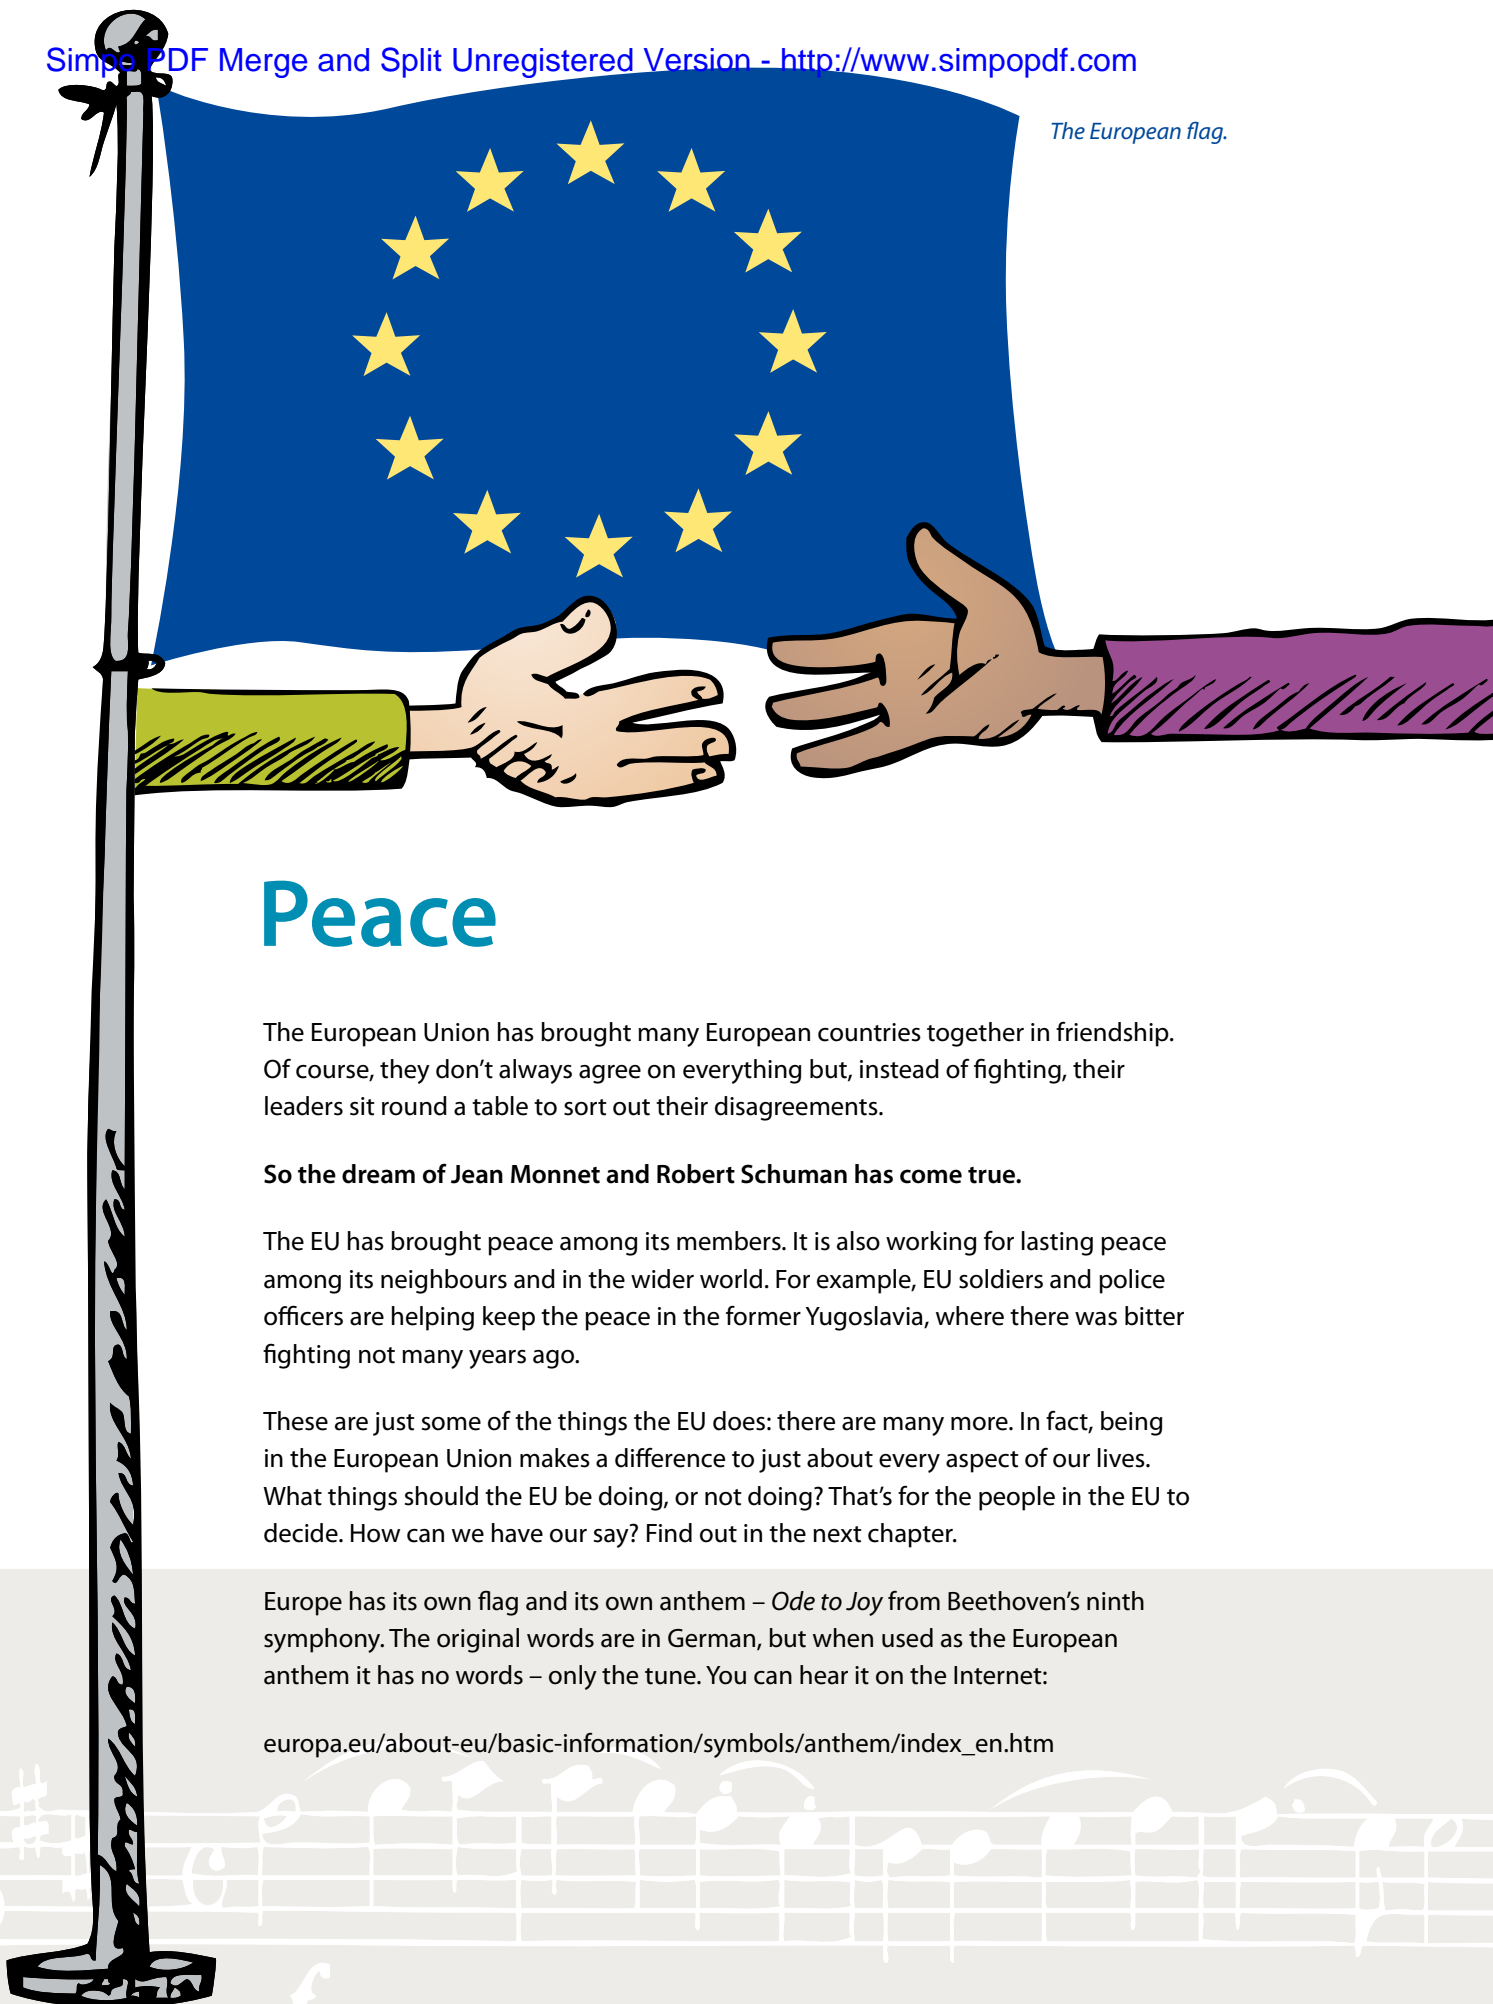 Simpo PDF Merge and Split Unregistered Version - http://www.simpopdf.com
The European flag.
Peace
The European Union has brought many European countries together in friendship.
Of course, they don’t always agree on everything but, instead of fighting, their
leaders sit round a table to sort out their disagreements.
So the dream of Jean Monnet and Robert Schuman has come true.
The EU has brought peace among its members. It is also working for lasting peace
among its neighbours and in the wider world. For example, EU soldiers and police
officers are helping keep the peace in the former Yugoslavia, where there was bitter
fighting not many years ago.
These are just some of the things the EU does: there are many more. In fact, being
in the European Union makes a difference to just about every aspect of our lives.
What things should the EU be doing, or not doing? That’s for the people in the EU to
decide. How can we have our say? Find out in the next chapter.
Europe has its own flag and its own anthem – Ode to Joy from Beethoven’s ninth
symphony. The original words are in German, but when used as the European
anthem it has no words – only the tune. You can hear it on the Internet:
europa.eu/about-eu/basic-information/symbols/anthem/index_en.htm